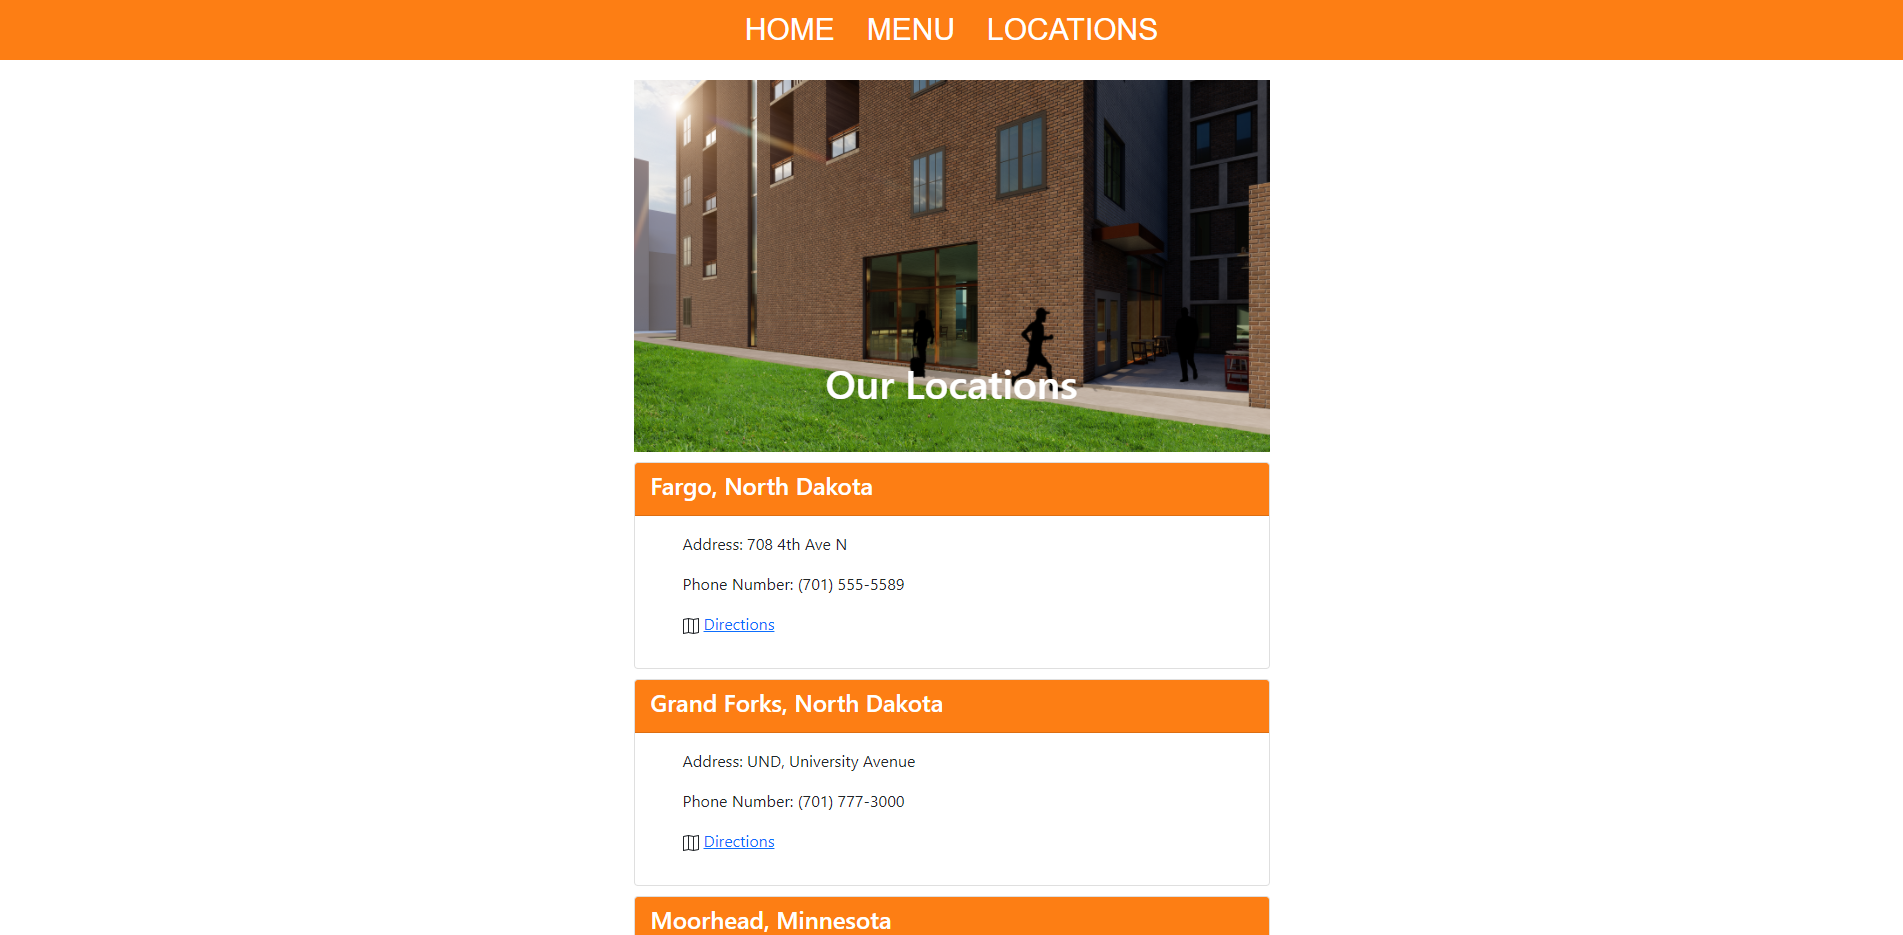 HOME MENU LOCATIONS
Our Locations
Fargo, North Dakota
Address: 708 4th Ave N
Phone Number: (701) 555-5589
Directions
Grand Forks, North Dakota
Address: UND, University Avenue
Phone Number: (701) 777-3000
Directions
Moorhead, Minnesota